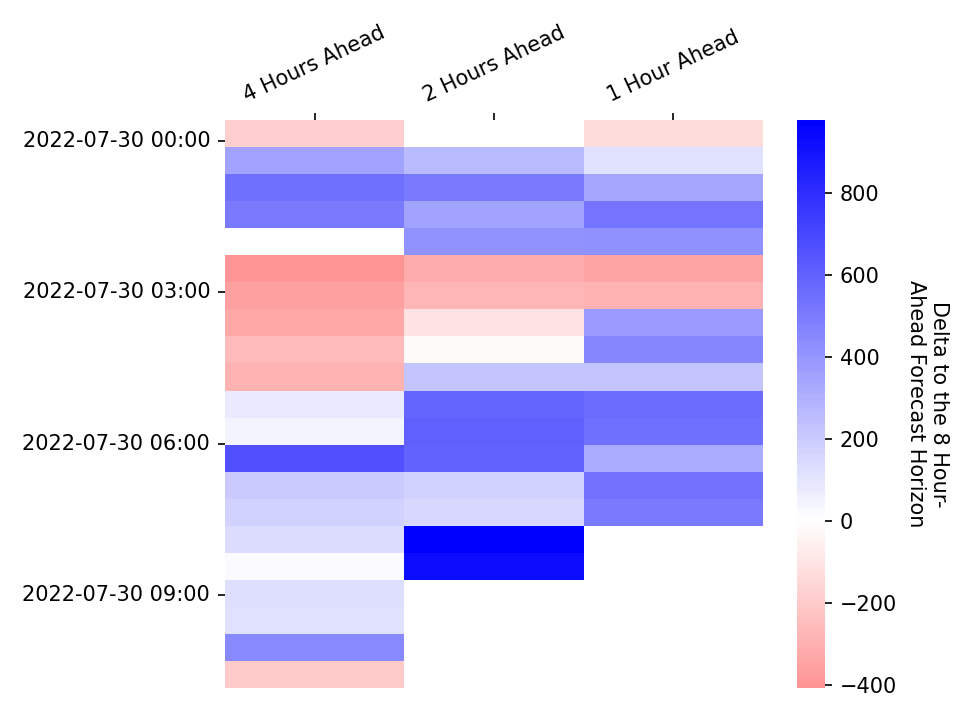 4 Hours Ahead
2 Hours Ahead
1 Hour Ahead
2022-07-30 00:00
2022-07-30 03:00
2022-07-30 06:00
2022-07-30 09:00
800
600
400
200
0
−200
−400
Delta to the 8 Hour-
Ahead Forecast Horizon